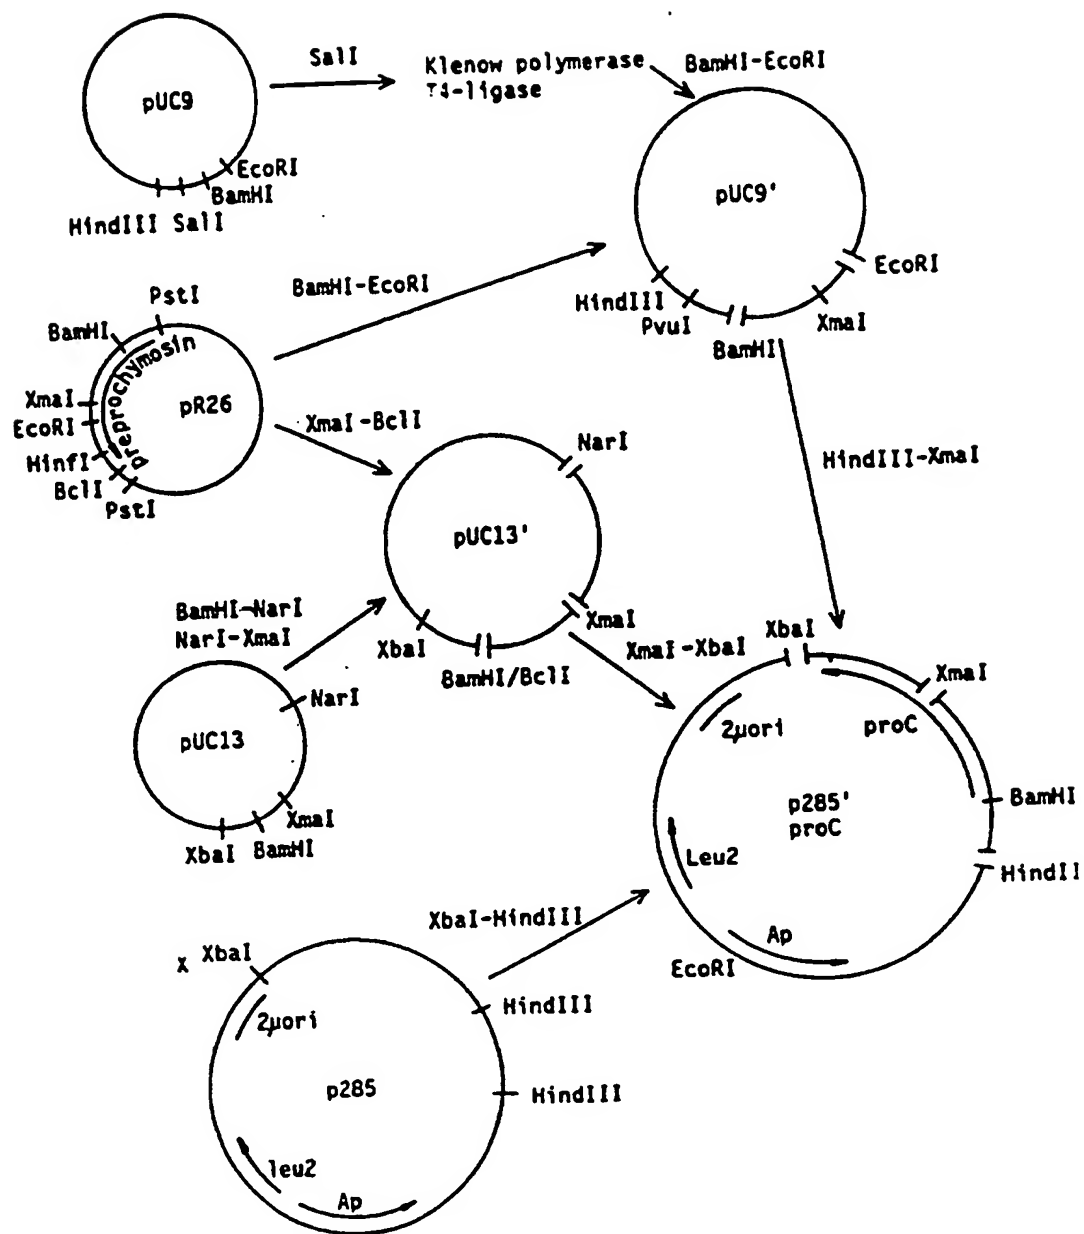 SalI
Klenow polymerase
T4-ligase
BamHI-EcoRI
pUC9
EcoRI
BamHI
HindIII SalI
pUC9'
EcoRI
HindIII
PvuI
XmaI
BamHI
BamHI-EcoRI
PstI
BamHI
preprochymosin
XmaI
pR26
EcoRI
HinfI
BclI
PstI
XmaI-BclI
NarI
HindIII-XmaI
pUC13'
BamHI-NarI
NarI-XmaI
XbaI
XmaI
BamHI/BclI
XmaI-XbaI
XbaI
XmaI
NarI
pUC13
XmaI
XbaI BamHI
2µori
proC
BamHI
p285'
proC
Leu2
HindII
Ap
EcoRI
XbaI-HindIII
X XbaI
HindIII
2µori
p285
HindIII
leu2
Ap